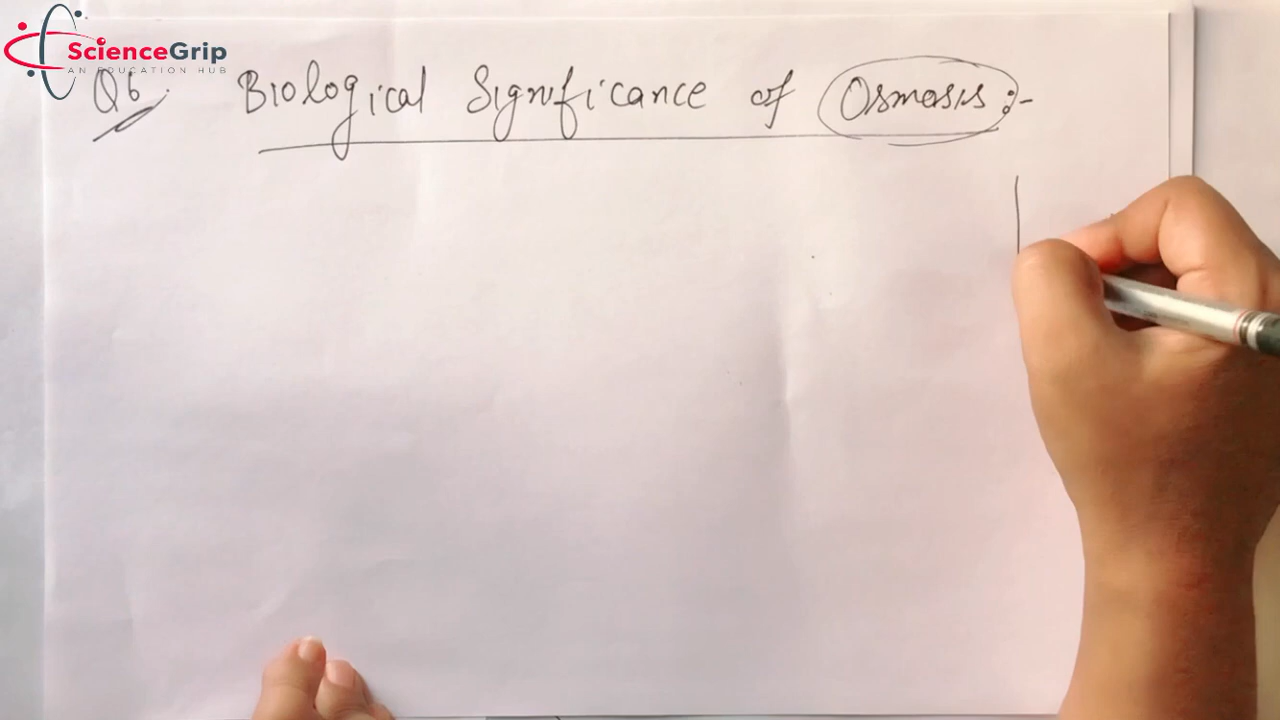 ScienceGrip
AN EDUCATION HUB
Q6. Biological Significance of Osmosis :-